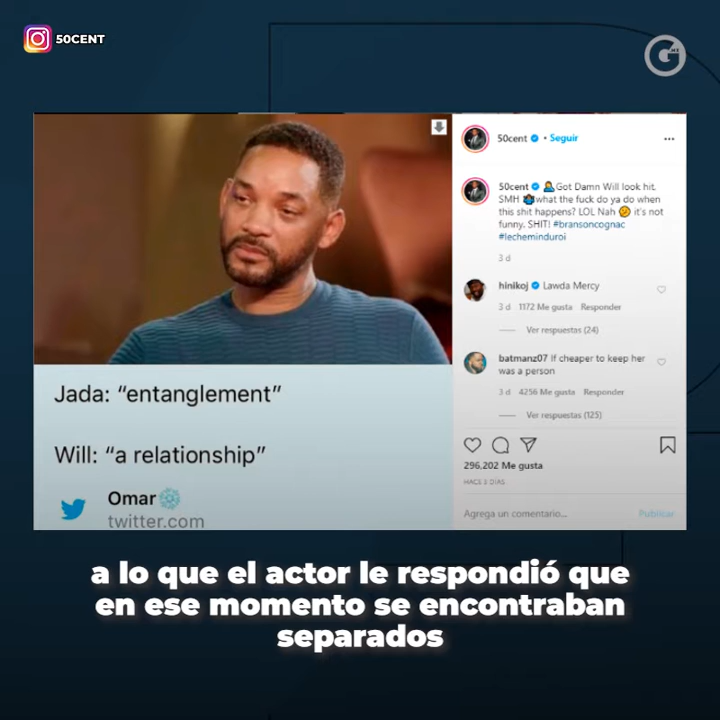 50CENT
G
50cent • Seguir
50cent Got Damn Will look hit,
SMH what the fuck do ya do when
this shit happens? LOL Nah it's not
funny. SHIT! #bransoncognac
#lecheminduroi
3 d
hinikoj Lawda Mercy
3 d 1172 Me gusta Responder
Ver respuestas (24)
batmanz07 If cheaper to keep her
was a person
3 d 4256 Me gusta Responder
Ver respuestas (125)
296,202 Me gusta
HACE 3 DÍAS
Agrega un comentario... Publicar
Jada: “entanglement”
Will: “a relationship”
Omar
twitter.com
a lo que el actor le respondió que
en ese momento se encontraban
separados